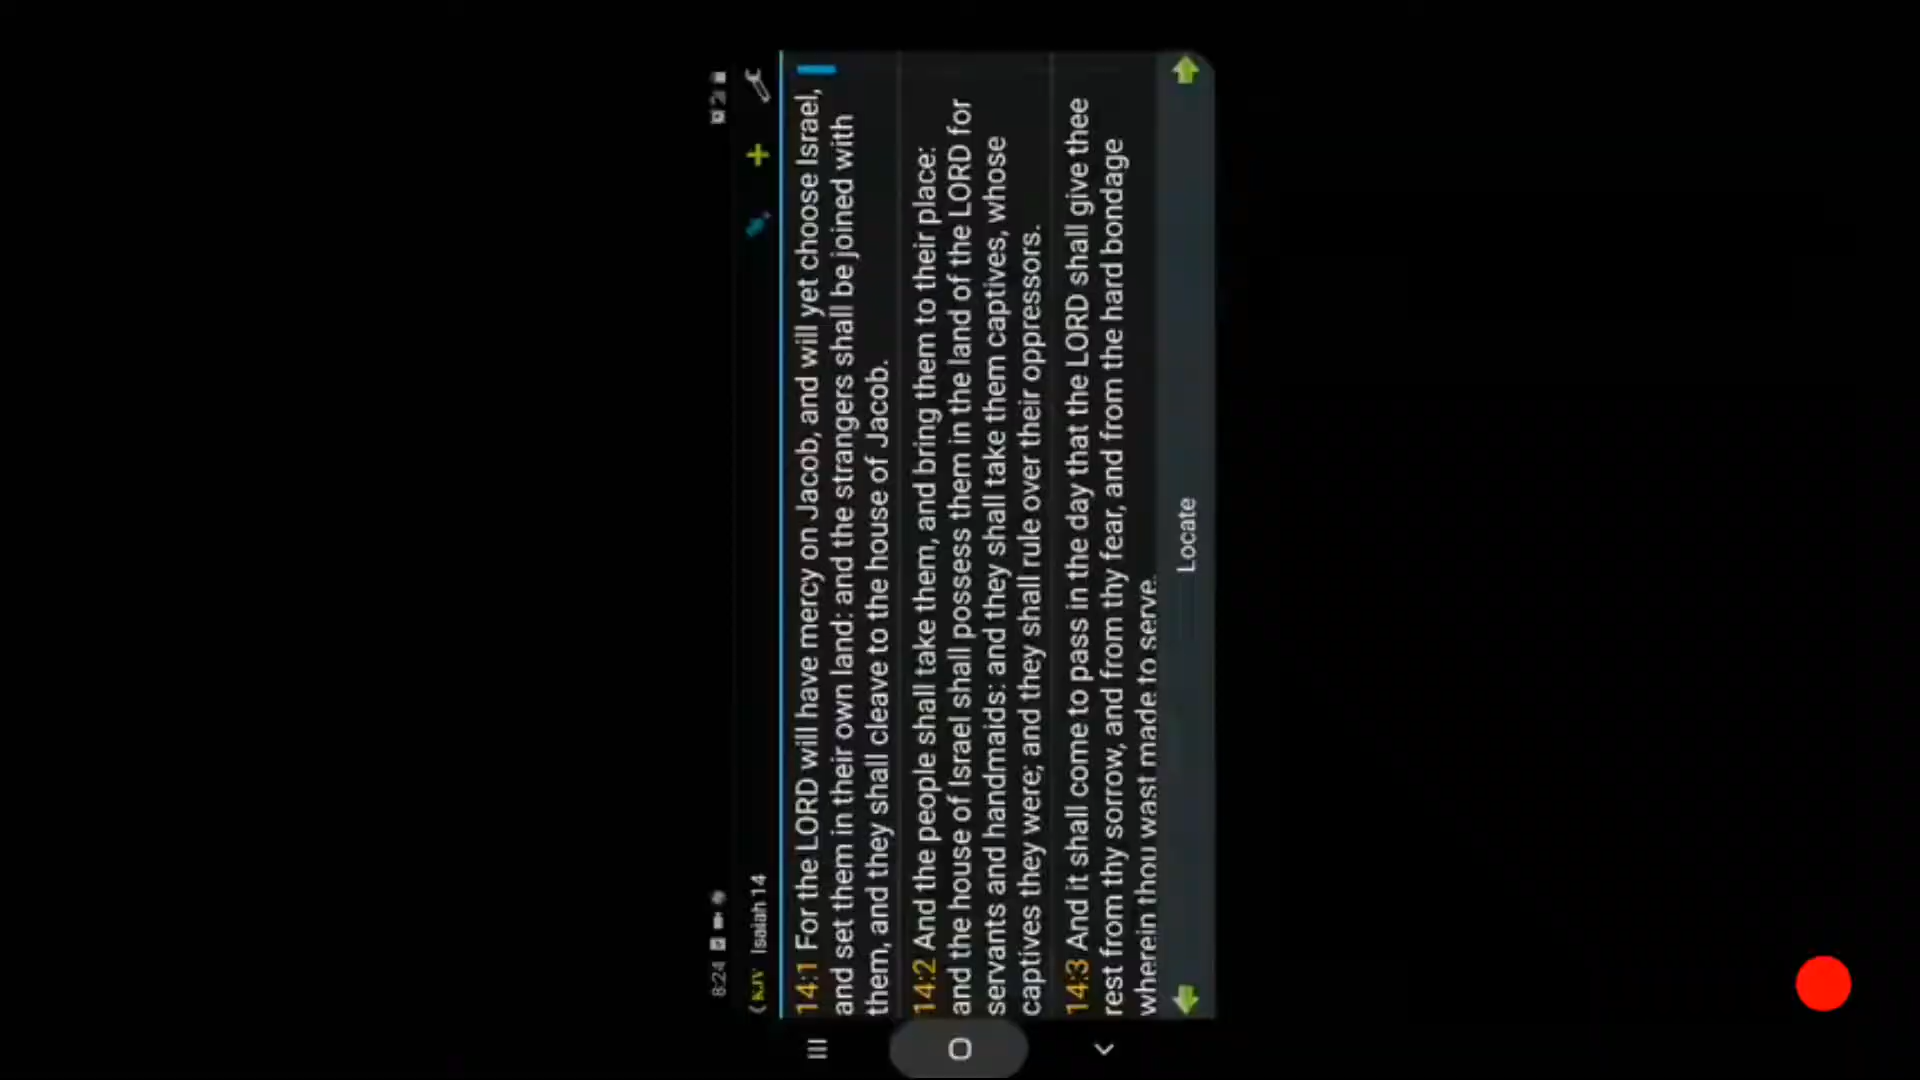 8:24
KJV Isaiah 14
14:1 For the LORD will have mercy on Jacob, and will yet choose Israel,
and set them in their own land: and the strangers shall be joined with
them, and they shall cleave to the house of Jacob.
14:2 And the people shall take them, and bring them to their place:
and the house of Israel shall possess them in the land of the LORD for
servants and handmaids: and they shall take them captives, whose
captives they were; and they shall rule over their oppressors.
14:3 And it shall come to pass in the day that the LORD shall give thee
rest from thy sorrow, and from thy fear, and from the hard bondage
wherein thou wast made to serve.
Locate